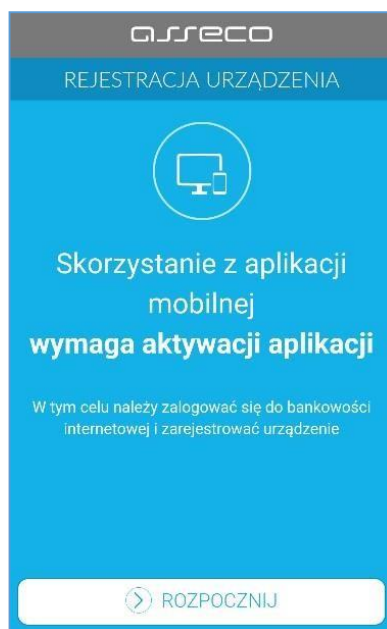 asseco
REJESTRACJA URZĄDZENIA
Skorzystanie z aplikacji
mobilnej
wymaga aktywacji aplikacji
W tym celu należy zalogować się do bankowości
internetowej i zarejestrować urządzenie
ROZPOCZNIJ